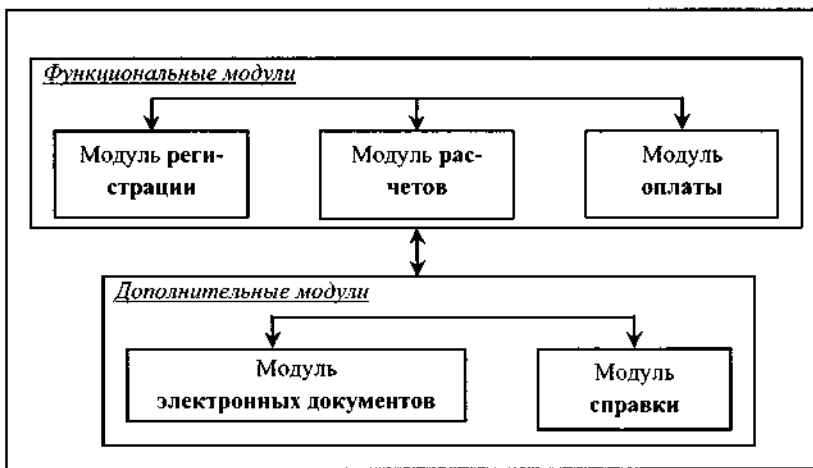 Функциональные модули
Модуль реги-
страции
Модуль рас-
четов
Модуль
оплаты
Дополнительные модули
Модуль
электронных документов
Модуль
справки